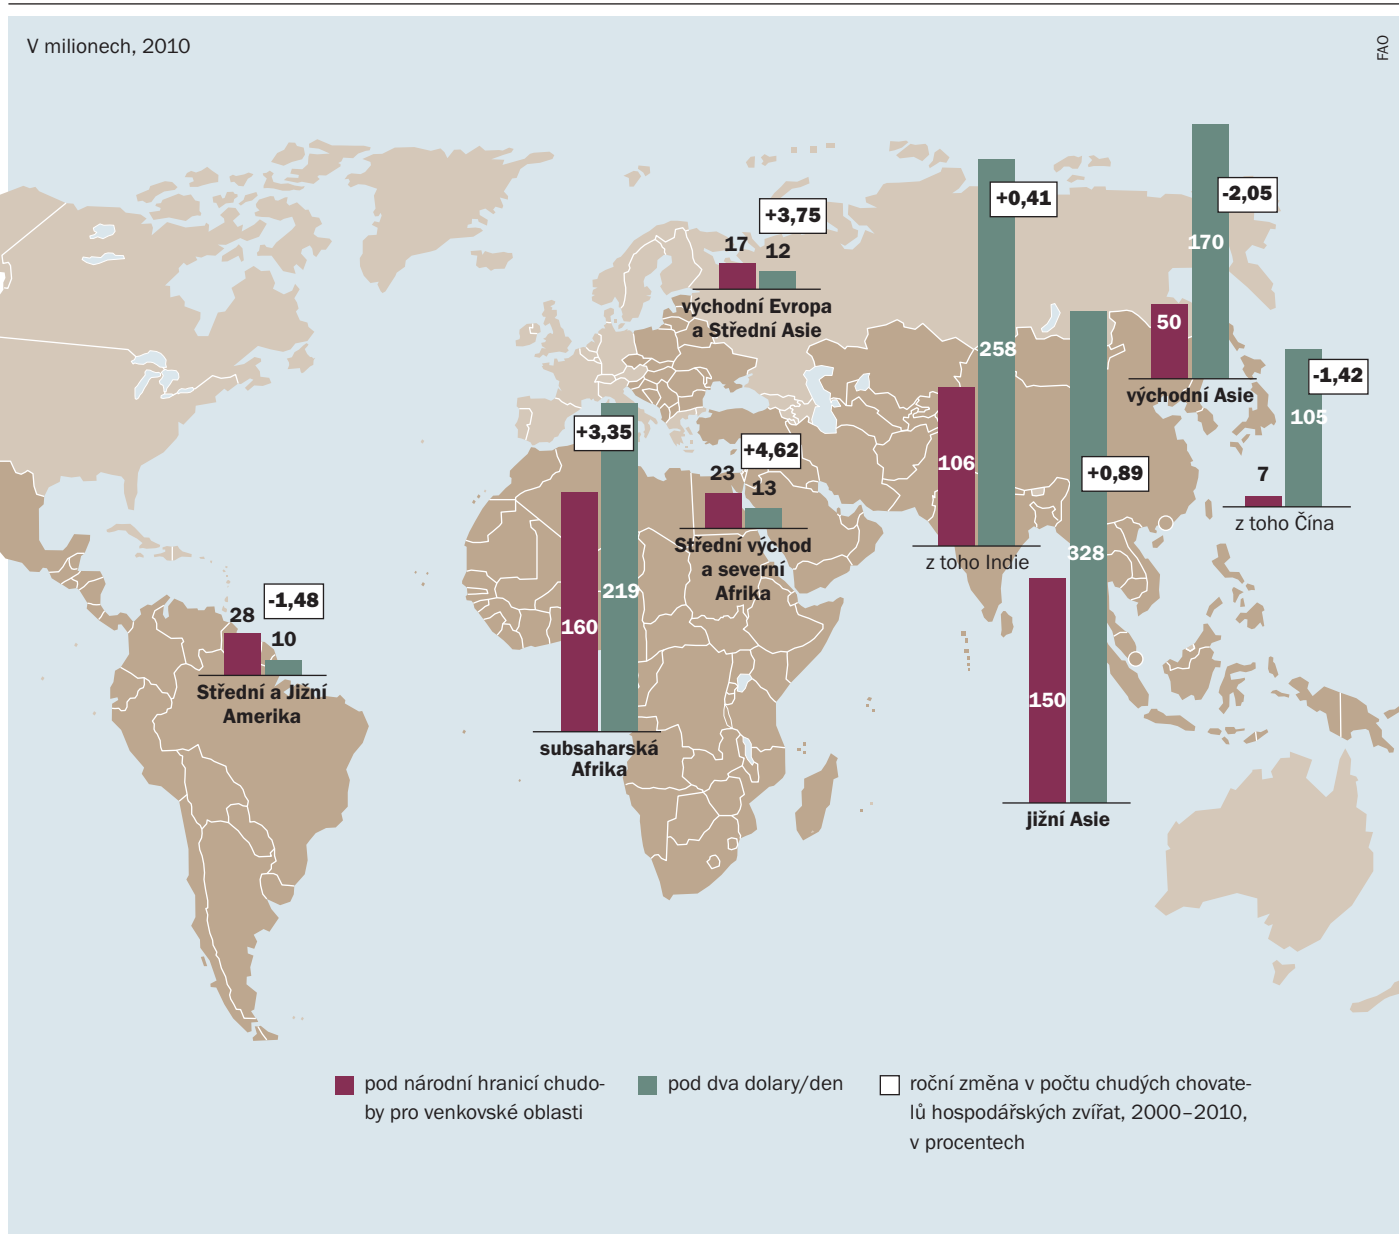 V milionech, 2010
FAO
+3,75
17
12
východní Evropa
a Střední Asie
+0,41
258
106
z toho Indie
-2,05
170
50
východní Asie
-1,42
105
7
z toho Čína
+3,35
219
160
subsaharská
Afrika
+4,62
23
13
Střední východ
a severní
Afrika
+0,89
328
150
jižní Asie
-1,48
28
10
Střední a Jižní
Amerika
pod národní hranicí chudo-
by pro venkovské oblasti
pod dva dolary/den
roční změna v počtu chudých chovate-
lů hospodářských zvířat, 2000–2010,
v procentech